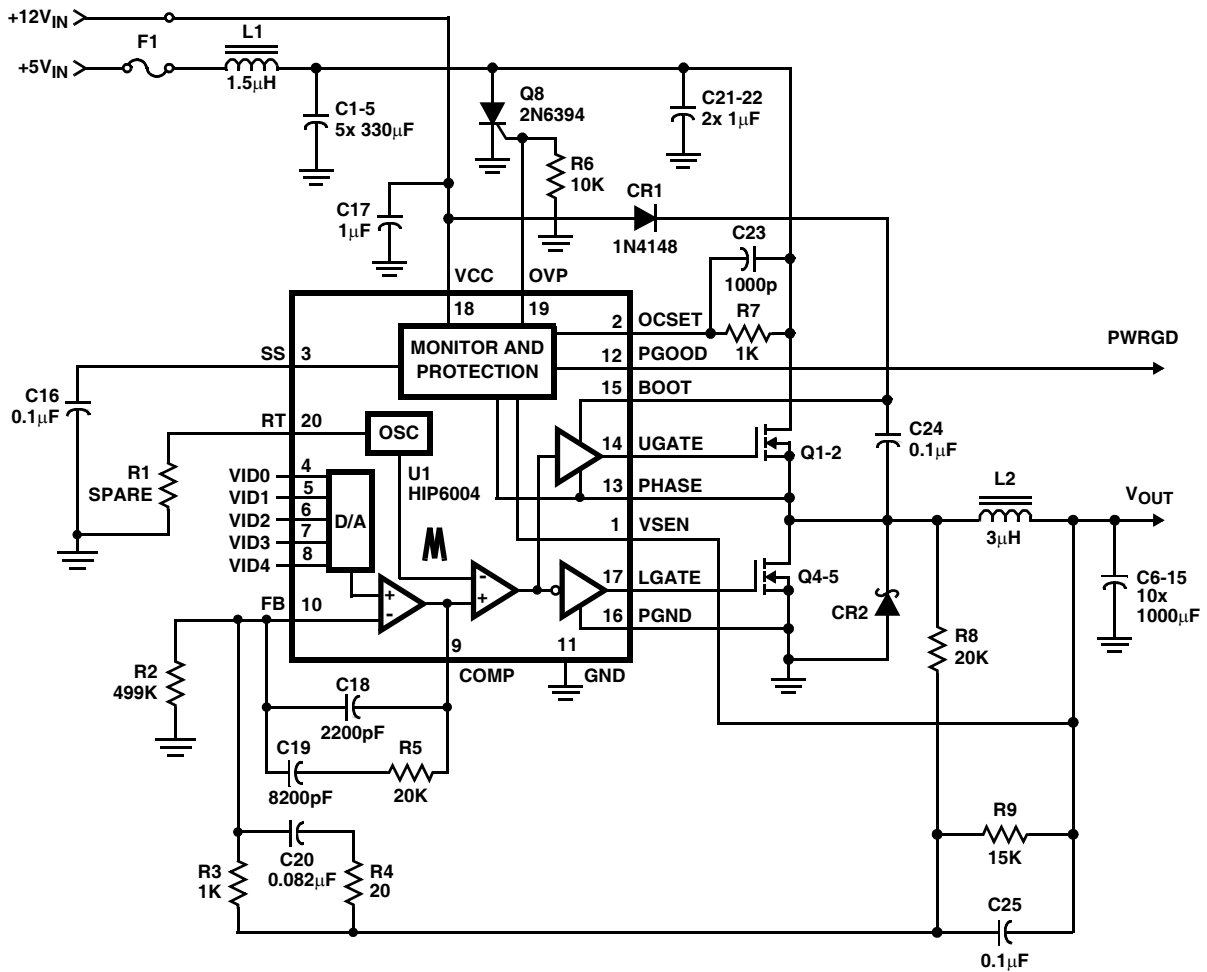 +12VIN
F1
L1
+5VIN
1.5μH
C1-5
5x 330μF
Q8
2N6394
C21-22
2x 1μF
R6
10K
C17
1μF
CR1
1N4148
C23
1000p
VCC
OVP
18
19
2
OCSET
R7
1K
PWRGD
SS
3
MONITOR AND
PROTECTION
12
PGOOD
15
BOOT
C16
0.1μF
RT
20
OSC
14
UGATE
Q1-2
C24
0.1μF
R1
SPARE
VID0
4
VID1
5
VID2
6
VID3
7
VID4
8
D/A
U1
HIP6004
13
PHASE
1
VSEN
L2
3μH
VOUT
+
-
-
+
17
LGATE
Q4-5
CR2
C6-15
10x
1000μF
FB
10
16
PGND
9
11
COMP
GND
R8
20K
R2
499K
C18
2200pF
C19
8200pF
R5
20K
R9
15K
R3
1K
C20
0.082μF
R4
20
C25
0.1μF